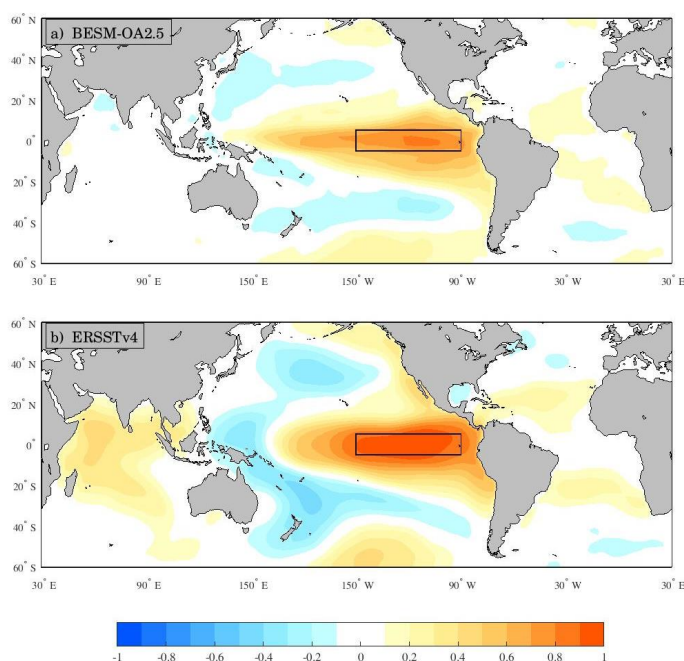 a) BESM-OA2.5
60° N
40° N
20° N
0°
20° S
40° S
60° S
30° E
90° E
150° E
150° W
90° W
30° W
30° E
b) ERSSTv4
60° N
40° N
20° N
0°
20° S
40° S
60° S
30° E
90° E
150° E
150° W
90° W
30° W
30° E
-1 -0.8 -0.6 -0.4 -0.2 0 0.2 0.4 0.6 0.8 1